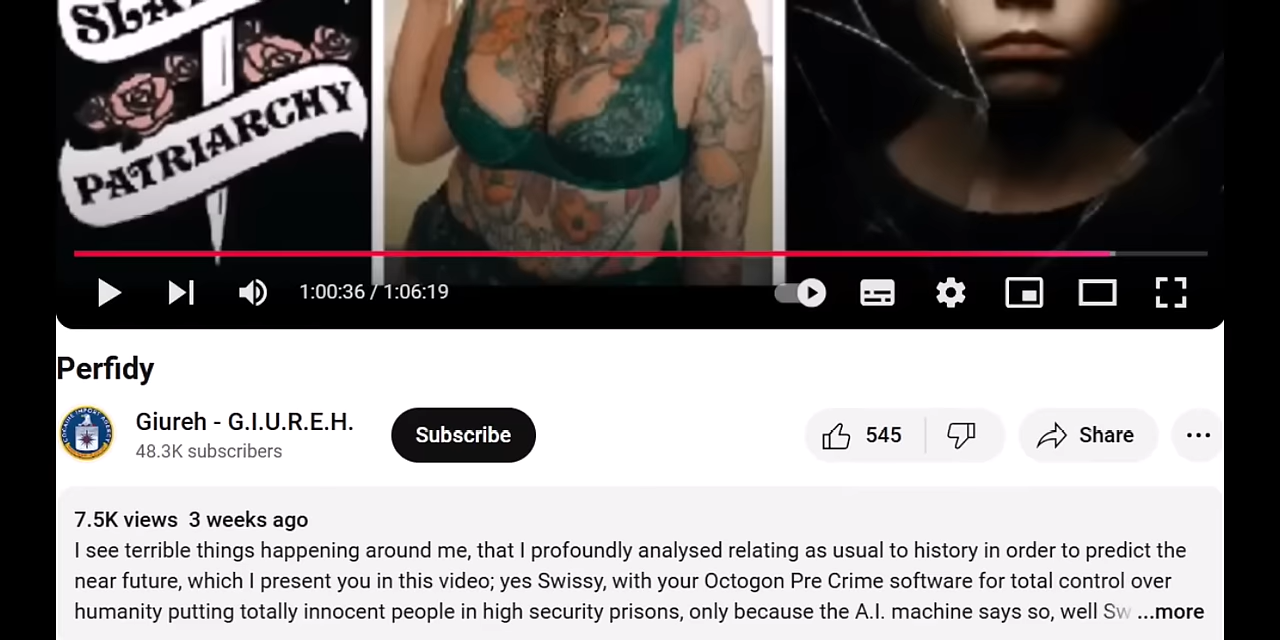 PATRIARCHY
1:00:36 / 1:06:19
Perfidy
Giureh - G.I.U.R.E.H.
48.3K subscribers
Subscribe
545
Share
7.5K views 3 weeks ago
I see terrible things happening around me, that I profoundly analysed relating as usual to history in order to predict the
near future, which I present you in this video; yes Swissy, with your Octogon Pre Crime software for total control over
humanity putting totally innocent people in high security prisons, only because the A.I. machine says so, well Sw ...more